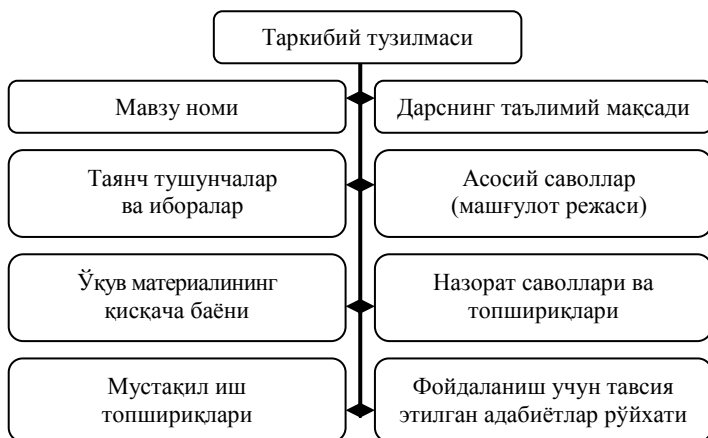 Таркибий тузилмаси
Мавзу номи
Дарснинг таълимий мақсади
Таянч тушунчалар
ва иборалар
Асосий саволлар
(машғулот режаси)
Ўқув материалининг
қисқача баёни
Назорат саволлари ва
топшириқлари
Мустақил иш
топшириқлари
Фойдаланиш учун тавсия
этилган адабиётлар рўйхати